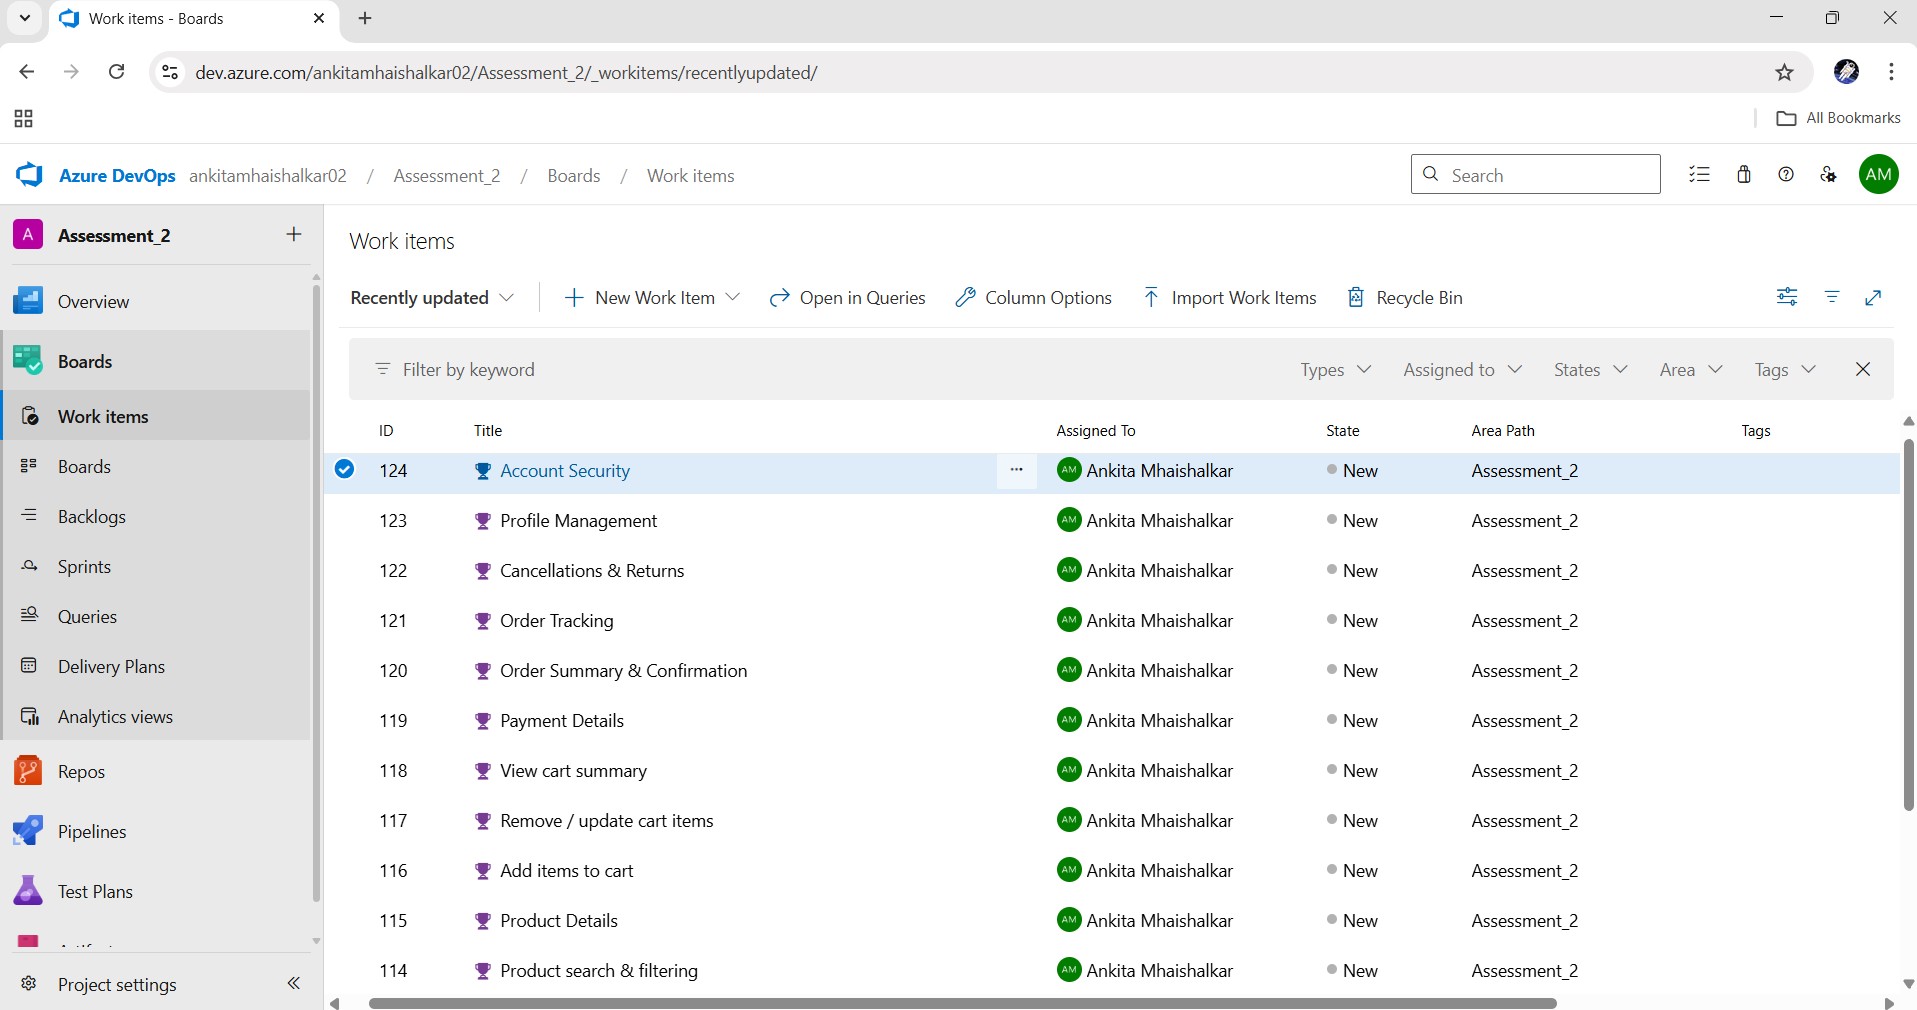 Work items - Boards
dev.azure.com/ankitamhaishalkar02/Assessment_2/_workitems/recentlyupdated/
All Bookmarks
Azure DevOps ankitamhaishalkar02 / Assessment_2 / Boards / Work items
Search
AM
A Assessment_2
Overview
Boards
Work items
Boards
Backlogs
Sprints
Queries
Delivery Plans
Analytics views
Repos
Pipelines
Test Plans
Project settings
Work items
Recently updated New Work Item Open in Queries Column Options Import Work Items Recycle Bin
Filter by keyword Types Assigned to States Area Tags
ID Title Assigned To State Area Path Tags
124 Account Security AM Ankita Mhaishalkar New Assessment_2
123 Profile Management AM Ankita Mhaishalkar New Assessment_2
122 Cancellations & Returns AM Ankita Mhaishalkar New Assessment_2
121 Order Tracking AM Ankita Mhaishalkar New Assessment_2
120 Order Summary & Confirmation AM Ankita Mhaishalkar New Assessment_2
119 Payment Details AM Ankita Mhaishalkar New Assessment_2
118 View cart summary AM Ankita Mhaishalkar New Assessment_2
117 Remove / update cart items AM Ankita Mhaishalkar New Assessment_2
116 Add items to cart AM Ankita Mhaishalkar New Assessment_2
115 Product Details AM Ankita Mhaishalkar New Assessment_2
114 Product search & filtering AM Ankita Mhaishalkar New Assessment_2